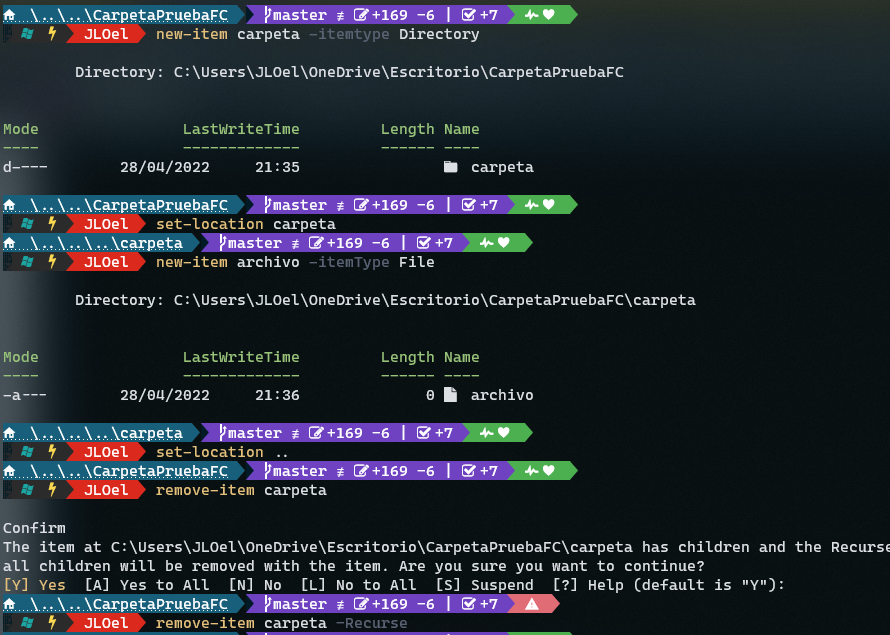 \..\..\CarpetaPruebaFC master ≢ +169 -6 | +7
JLOel new-item carpeta -itemtype Directory
Directory: C:\Users\JLOel\OneDrive\Escritorio\CarpetaPruebaFC
Mode LastWriteTime Length Name
---- ------------- ------ ----
d---- 28/04/2022 21:35 carpeta
\..\..\CarpetaPruebaFC master ≢ +169 -6 | +7
JLOel set-location carpeta
\..\..\..\carpeta master ≢ +169 -6 | +7
JLOel new-item archivo -itemType File
Directory: C:\Users\JLOel\OneDrive\Escritorio\CarpetaPruebaFC\carpeta
Mode LastWriteTime Length Name
---- ------------- ------ ----
-a--- 28/04/2022 21:36 0 archivo
\..\..\..\carpeta master ≢ +169 -6 | +7
JLOel set-location ..
\..\..\CarpetaPruebaFC master ≢ +169 -6 | +7
JLOel remove-item carpeta
Confirm
The item at C:\Users\JLOel\OneDrive\Escritorio\CarpetaPruebaFC\carpeta has children and the Recurse
all children will be removed with the item. Are you sure you want to continue?
[Y] Yes [A] Yes to All [N] No [L] No to All [S] Suspend [?] Help (default is "Y"):
\..\..\CarpetaPruebaFC master ≢ +169 -6 | +7
JLOel remove-item carpeta -Recurse